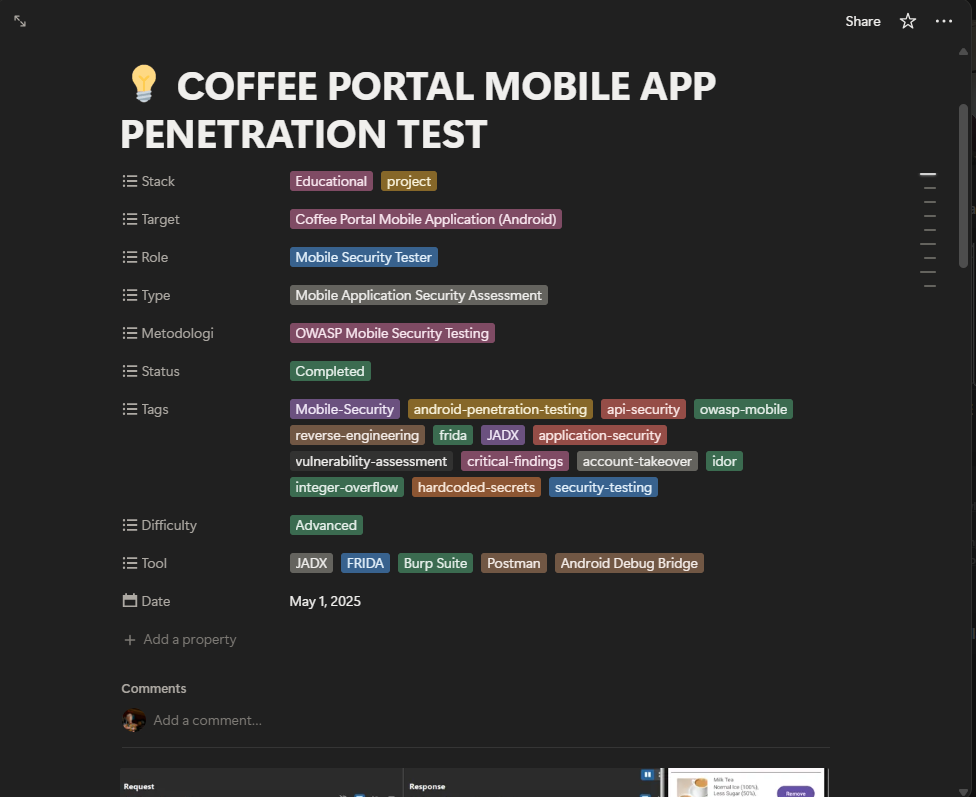 Share
COFFEE PORTAL MOBILE APP
PENETRATION TEST
Stack Educational project
Target Coffee Portal Mobile Application (Android)
Role Mobile Security Tester
Type Mobile Application Security Assessment
Metodologi OWASP Mobile Security Testing
Status Completed
Tags Mobile-Security android-penetration-testing api-security owasp-mobile
reverse-engineering frida JADX application-security
vulnerability-assessment critical-findings account-takeover idor
integer-overflow hardcoded-secrets security-testing
Difficulty Advanced
Tool JADX FRIDA Burp Suite Postman Android Debug Bridge
Date May 1, 2025
Add a property
Comments
Add a comment...
Request Response
Milk Tea
Normal Ice (100%),
Less Sugar (50%),
Remove